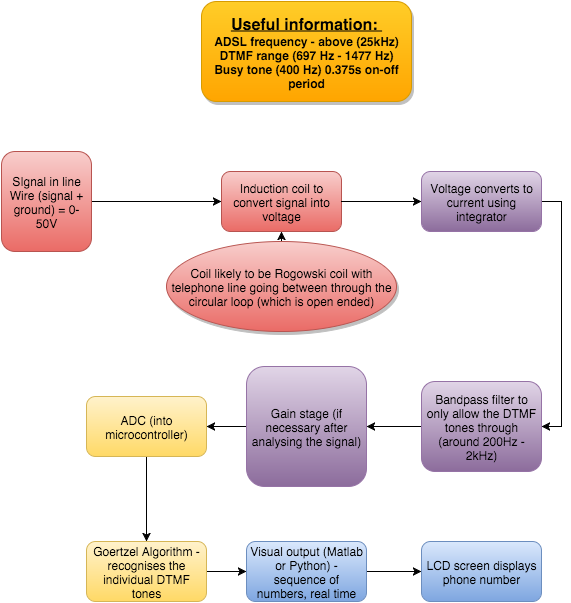 Useful information:
ADSL frequency - above (25kHz)
DTMF range (697 Hz - 1477 Hz)
Busy tone (400 Hz) 0.375s on-off
period
SIgnal in line
Wire (signal +
ground) = 0-
50V
Induction coil to
convert signal into
voltage
Voltage converts to
current using
integrator
Coil likely to be Rogowski coil with
telephone line going between through the
circular loop (which is open ended)
Bandpass filter to
only allow the DTMF
tones through
(around 200Hz -
2kHz)
Gain stage (if
necessary after
analysing the signal)
ADC (into
microcontroller)
Goertzel Algorithm -
recognises the
individual DTMF
tones
Visual output (Matlab
or Python) -
sequence of
numbers, real time
LCD screen displays
phone number